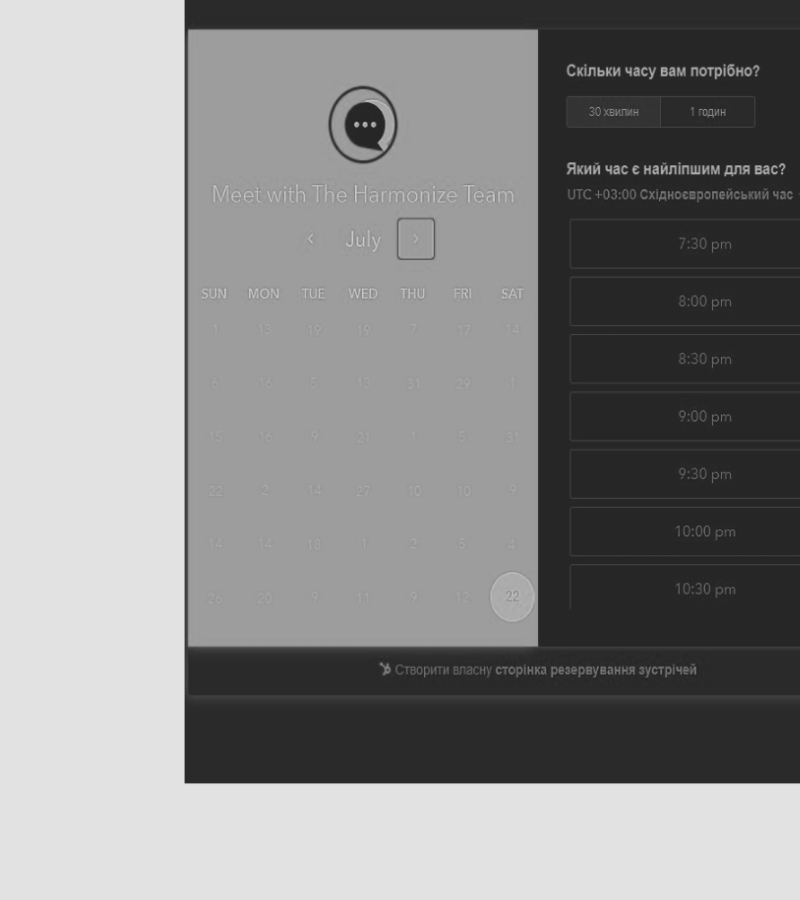 Meet with The Harmonize Team
‹ July ›
SUN MON TUE WED THU FRI SAT
1 13 19 19 7 17 14
6 16 5 13 31 29 1
15 16 9 21 1 5 31
22 2 14 27 10 10 9
14 14 18 1 2 5 4
26 20 9 11 9 12 22
Скільки часу вам потрібно?
30 хвилин 1 годин
Який час є найліпшим для вас?
UTC +03:00 Східноєвропейський час
7:30 pm
8:00 pm
8:30 pm
9:00 pm
9:30 pm
10:00 pm
10:30 pm
Створити власну сторінка резервування зустрічей